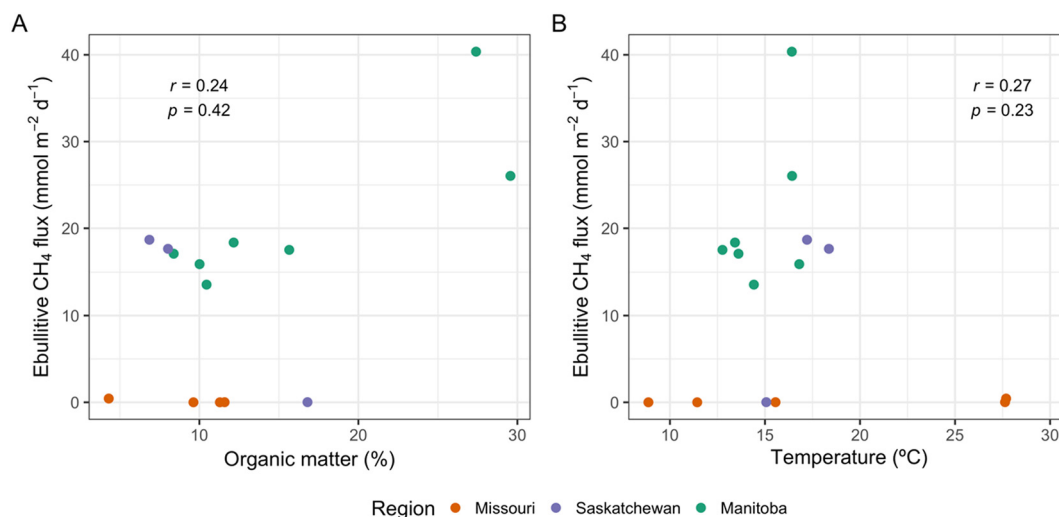 A
Ebullitive CH₄ flux (mmol m⁻² d⁻¹)
40
30
20
10
0
r = 0.24
p = 0.42
10
20
30
Organic matter (%)
B
Ebullitive CH₄ flux (mmol m⁻² d⁻¹)
40
30
20
10
0
r = 0.27
p = 0.23
10
15
20
25
30
Temperature (ºC)
Region Missouri Saskatchewan Manitoba